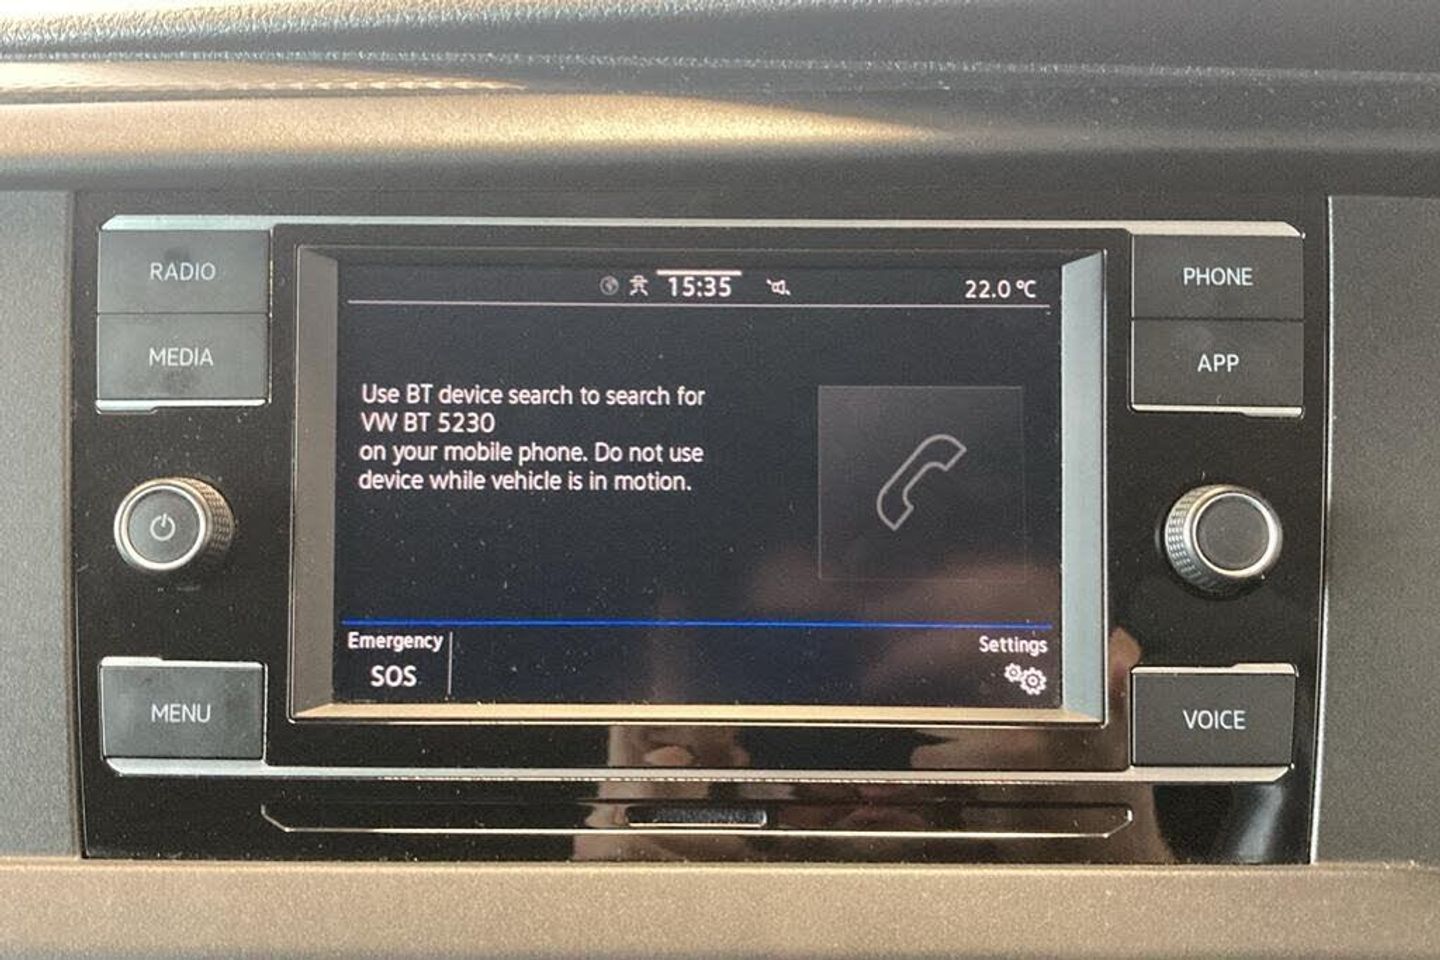 RADIO
MEDIA
MENU
15:35
22.0 °C
Use BT device search to search for
VW BT 5230
on your mobile phone. Do not use
device while vehicle is in motion.
Emergency
SOS
Settings
PHONE
APP
VOICE